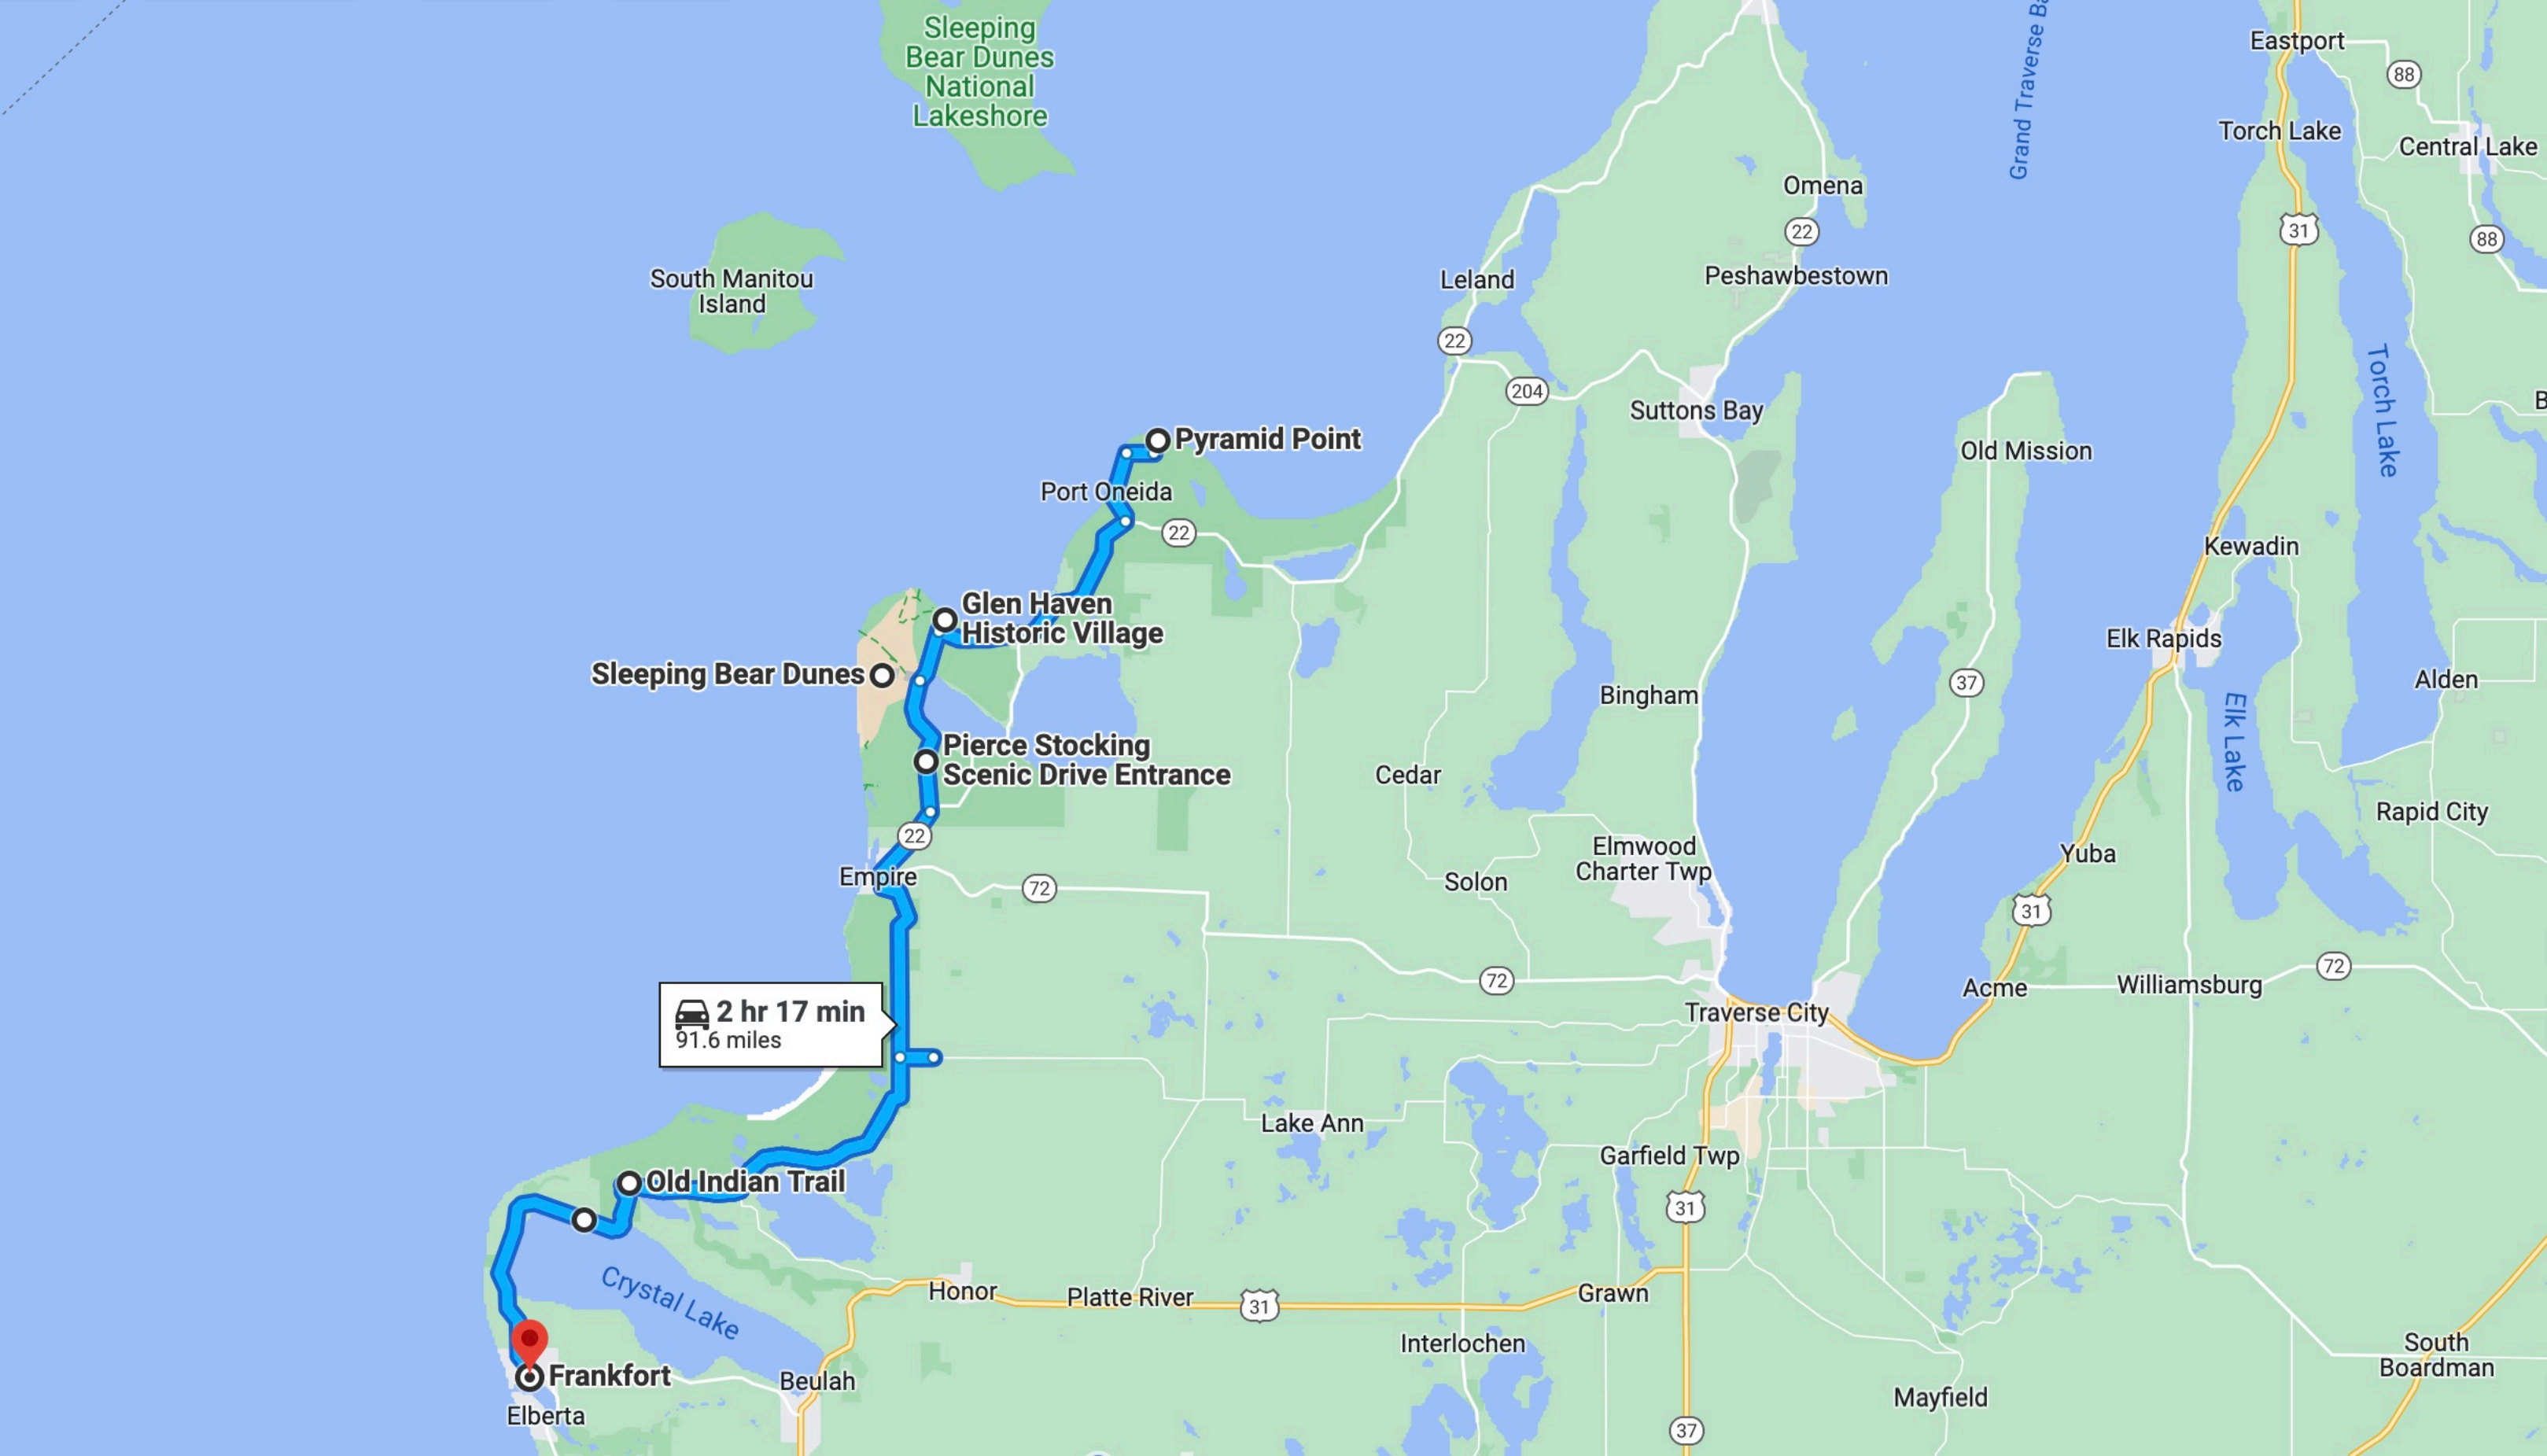 Sleeping
Bear Dunes
National
Lakeshore
Grand Traverse Ba
Eastport
88
Torch Lake
Central Lake
Omena
22
31
88
South Manitou
Island
Leland
Peshawbestown
22
204
Torch Lake
B
Suttons Bay
Pyramid Point
Old Mission
Port Oneida
22
Kewadin
Glen Haven
Historic Village
Elk Rapids
Sleeping Bear Dunes
37
Alden
Bingham
Elk Lake
Pierce Stocking
Scenic Drive Entrance
Cedar
Rapid City
22
Elmwood
Charter Twp
Yuba
Empire
72
Solon
31
72
72
Acme
Williamsburg
2 hr 17 min
91.6 miles
Traverse City
Lake Ann
Garfield Twp
Old Indian Trail
31
Crystal Lake
Honor
Platte River
31
Grawn
Interlochen
South
Boardman
Frankfort
Beulah
Mayfield
Elberta
37